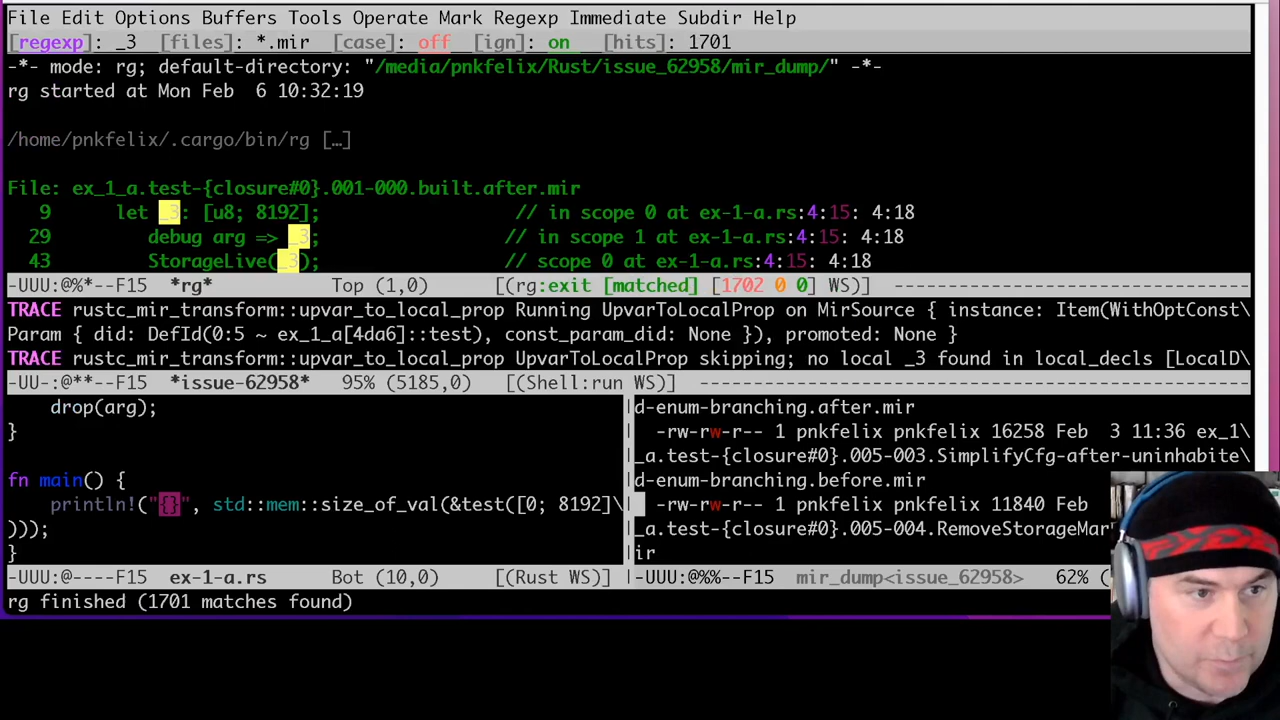 File Edit Options Buffers Tools Operate Mark Regexp Immediate Subdir Help
[regexp]: _3  [files]: *.mir  [case]: off  [ign]: on  [hits]: 1701
-*- mode: rg; default-directory: "/media/pnkfelix/Rust/issue_62958/mir_dump/" -*-
rg started at Mon Feb  6 10:32:19
/home/pnkfelix/.cargo/bin/rg […]
File: ex_1_a.test-{closure#0}.001-000.built.after.mir
9      let _3: [u8; 8192];                  // in scope 0 at ex-1-a.rs:4:15: 4:18
29         debug arg => _3;                 // in scope 1 at ex-1-a.rs:4:15: 4:18
43         StorageLive(_3);                 // scope 0 at ex-1-a.rs:4:15: 4:18
-UUU:@%*--F15  *rg*           Top (1,0)      [(rg:exit [matched] [1702 0 0] WS)]  ----------------------------------
TRACE rustc_mir_transform::upvar_to_local_prop Running UpvarToLocalProp on MirSource { instance: Item(WithOptConst\
Param { did: DefId(0:5 ~ ex_1_a[4da6]::test), const_param_did: None }), promoted: None }
TRACE rustc_mir_transform::upvar_to_local_prop UpvarToLocalProp skipping; no local _3 found in local_decls [LocalD\
-UU-:@**--F15  *issue-62958*   95% (5185,0)   [(Shell:run WS)]  ---------------------------------------------------
drop(arg);
}
fn main() {
println!("{}", std::mem::size_of_val(&test([0; 8192]\
)));
}
-UUU:@----F15  ex-1-a.rs      Bot (10,0)     [(Rust WS)]
d-enum-branching.after.mir
-rw-rw-r-- 1 pnkfelix pnkfelix 16258 Feb  3 11:36 ex_1\
_a.test-{closure#0}.005-003.SimplifyCfg-after-uninhabite\
d-enum-branching.before.mir
-rw-rw-r-- 1 pnkfelix pnkfelix 11840 Feb
_a.test-{closure#0}.005-004.RemoveStorageMar
ir
-UUU:@%%--F15  mir_dump<issue_62958>   62% (
rg finished (1701 matches found)